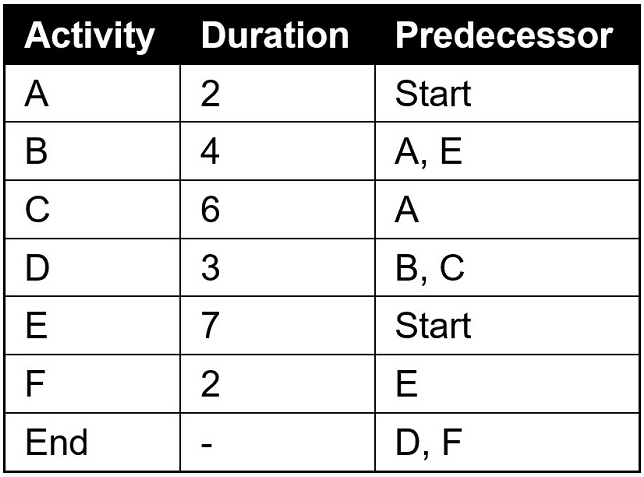 Activity Duration Predecessor
A 2 Start
B 4 A, E
C 6 A
D 3 B, C
E 7 Start
F 2 E
End - D, F